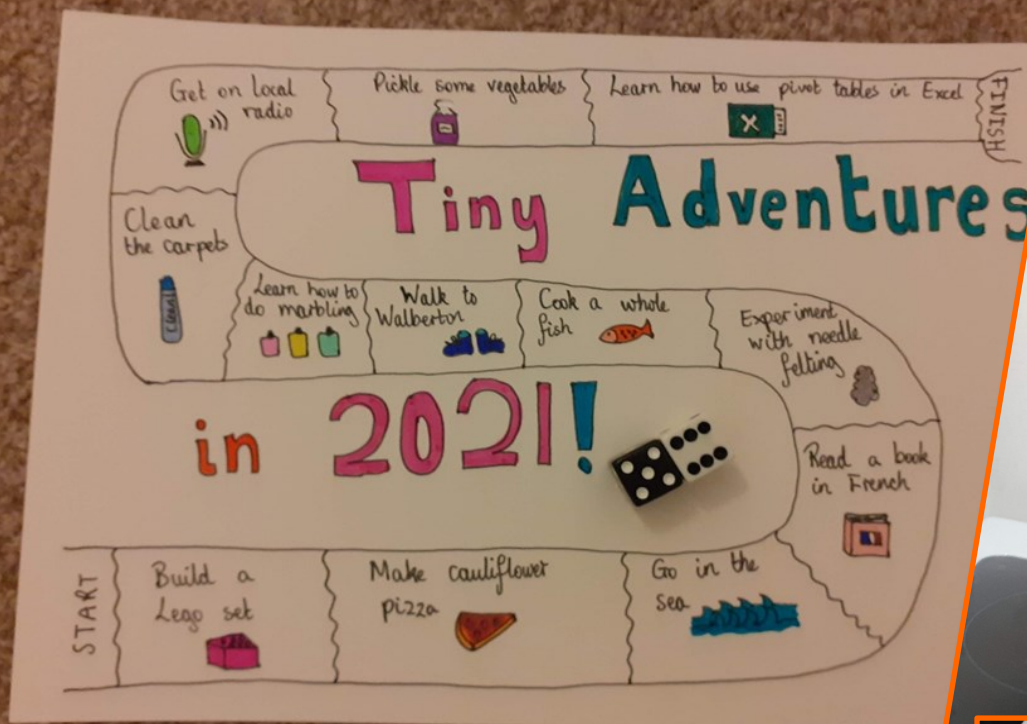 Get on local
radio
Pickle some vegetables
Learn how to use pivot tables in Excel
FINISH
Tiny Adventures
Clean
the carpets
Clean!
Learn how to
do marbling
Walk to
Walberton
Cook a whole
fish
Experiment
with needle
felting
in 2021!
Read a book
in French
START
Build a
Lego set
Make cauliflower
pizza
Go in the
sea